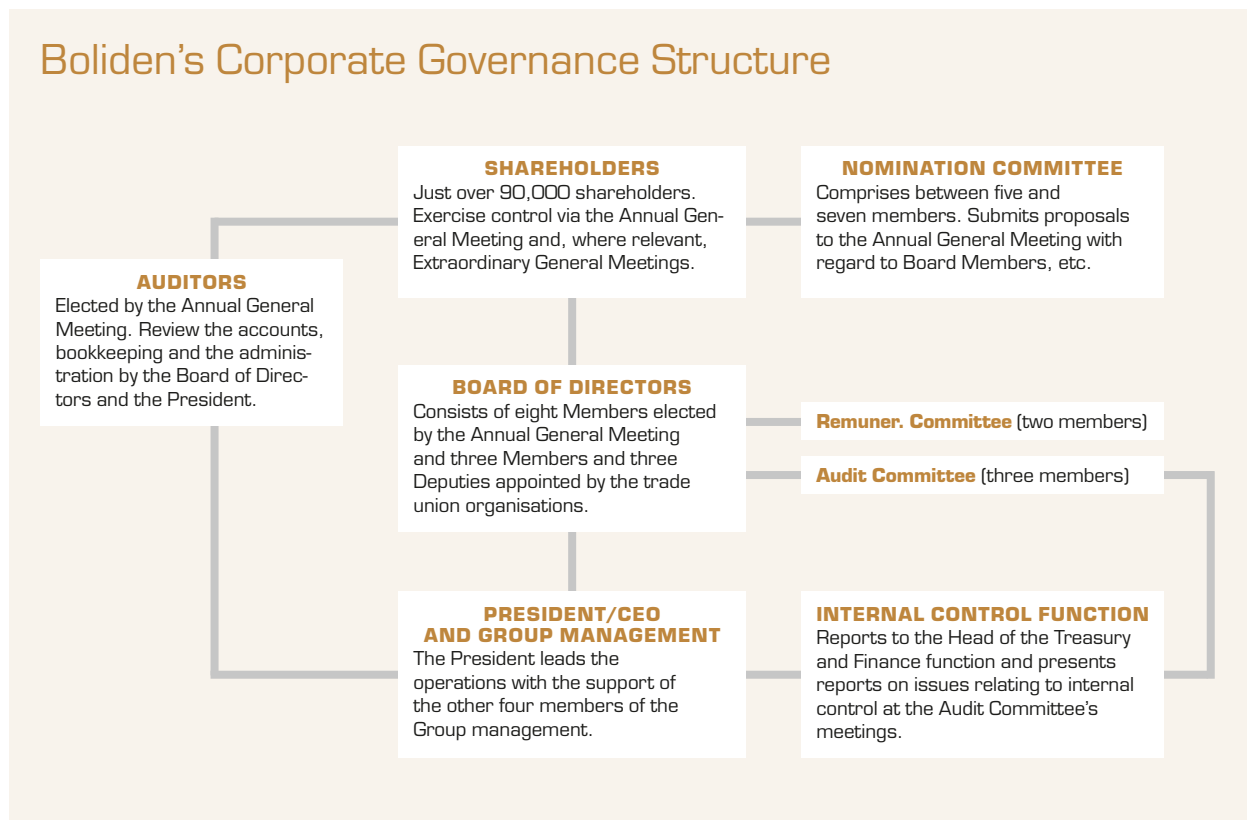 Boliden’s Corporate Governance Structure
SHAREHOLDERS
Just over 90,000 shareholders.
Exercise control via the Annual Gen-
eral Meeting and, where relevant,
Extraordinary General Meetings.
NOMINATION COMMITTEE
Comprises between five and
seven members. Submits proposals
to the Annual General Meeting with
regard to Board Members, etc.
AUDITORS
Elected by the Annual General
Meeting. Review the accounts,
bookkeeping and the adminis-
tration by the Board of Direc-
tors and the President.
BOARD OF DIRECTORS
Consists of eight Members elected
by the Annual General Meeting
and three Members and three
Deputies appointed by the trade
union organisations.
Remuner. Committee (two members)
Audit Committee (three members)
PRESIDENT/CEO
AND GROUP MANAGEMENT
The President leads the
operations with the support of
the other four members of the
Group management.
INTERNAL CONTROL FUNCTION
Reports to the Head of the Treasury
and Finance function and presents
reports on issues relating to internal
control at the Audit Committee’s
meetings.